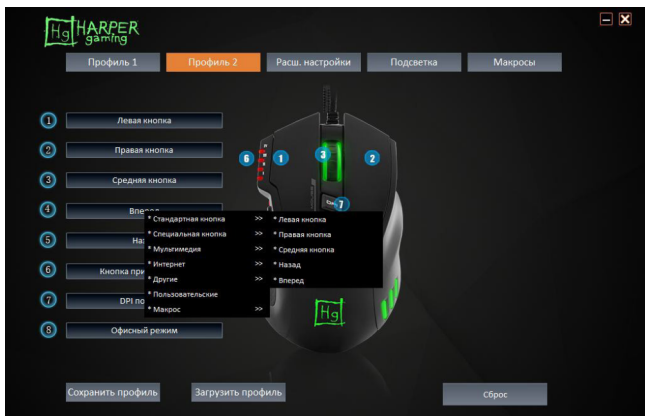 Hg HARPER
gaming
Профиль 1 Профиль 2 Расш. настройки Подсветка Макросы
1 Левая кнопка
2 Правая кнопка
3 Средняя кнопка
4 Впере
5 Наз
6 Кнопка при
7 DPI по
8 Офисный режим
6 1 3 2
7
* Стандартная кнопка >> * Левая кнопка
* Специальная кнопка >> * Правая кнопка
* Мультимедия >> * Средняя кнопка
* Интернет >> * Назад
* Другие >> * Вперед
* Пользовательские
* Макрос >>
Hg
Сохранить профиль Загрузить профиль Сброс